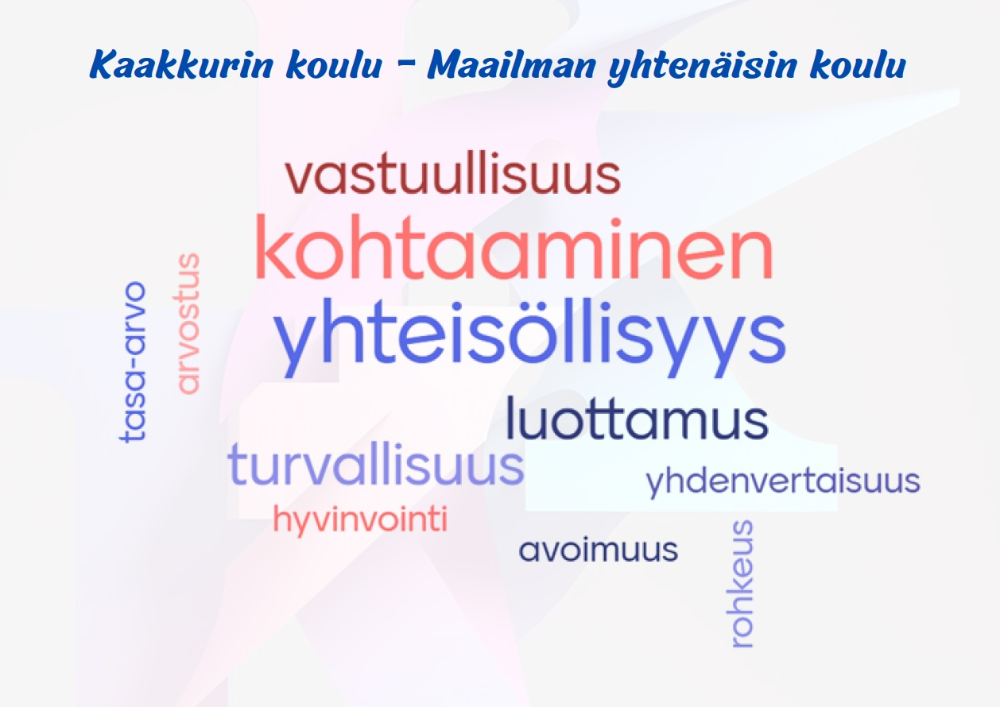 Kaakkurin koulu - Maailman yhtenäisin koulu
vastuullisuus
kohtaaminen
arvostus
tasa-arvo
yhteisöllisyys
luottamus
turvallisuus
yhdenvertaisuus
hyvinvointi
avoimuus
rohkeus